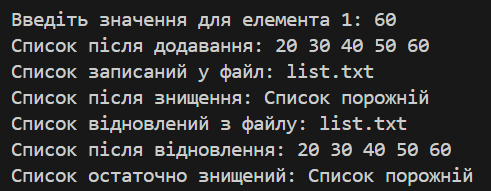 Введіть значення для елемента 1: 60
Список після додавання: 20 30 40 50 60
Список записаний у файл: list.txt
Список після знищення: Список порожній
Список відновлений з файлу: list.txt
Список після відновлення: 20 30 40 50 60
Список остаточно знищений: Список порожній